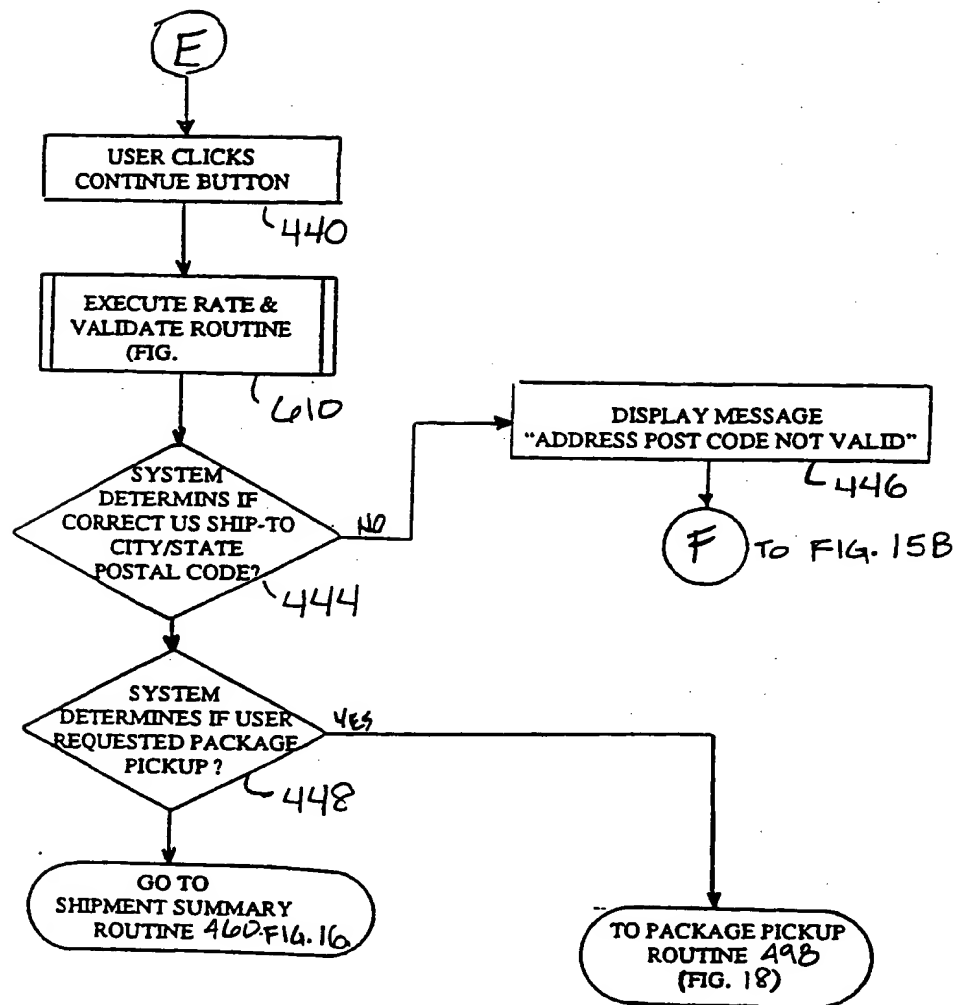 E
USER CLICKS
CONTINUE BUTTON
440
EXECUTE RATE &
VALIDATE ROUTINE
(FIG.
610
SYSTEM
DETERMINS IF
CORRECT US SHIP-TO
CITY/STATE
POSTAL CODE?
444
NO
DISPLAY MESSAGE
"ADDRESS POST CODE NOT VALID"
446
F TO FIG. 15B
SYSTEM
DETERMINES IF USER
REQUESTED PACKAGE
PICKUP ?
448
YES
GO TO
SHIPMENT SUMMARY
ROUTINE 460 FIG. 16
TO PACKAGE PICKUP
ROUTINE 498
(FIG. 18)